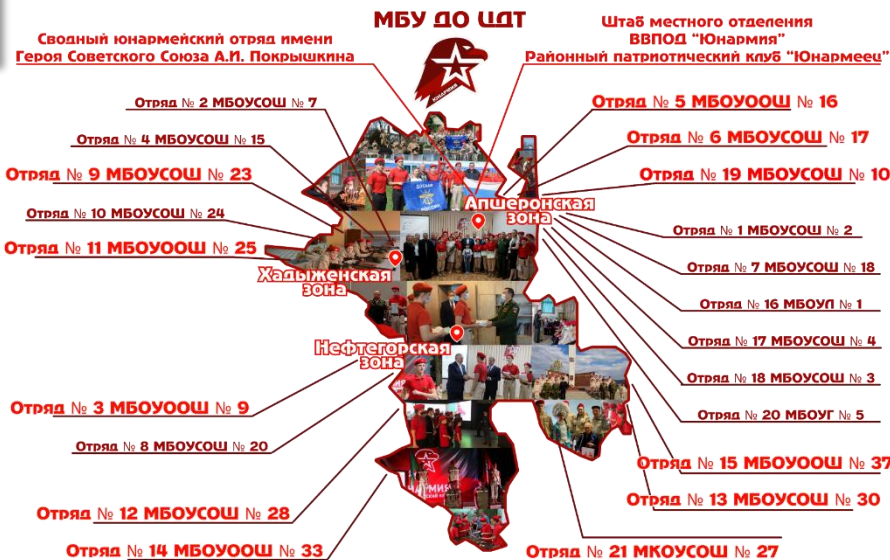 МБУ ДО ЦДТ
Сводный юнармейский отряд имени
Героя Советского Союза А.И. Покрышкина
Штаб местного отделения
ВВПОД “Юнармия”
Районный патриотический клуб “Юнармеец”
ЮНАРМИЯ
Отряд № 2 МБОУСОШ № 7
Отряд № 4 МБОУСОШ № 15
Отряд № 9 МБОУСОШ № 23
Отряд № 10 МБОУСОШ № 24
Отряд № 11 МБОУООШ № 25
Отряд № 5 МБОУООШ № 16
Отряд № 6 МБОУСОШ № 17
Отряд № 19 МБОУСОШ № 10
Отряд № 1 МБОУСОШ № 2
Отряд № 7 МБОУСОШ № 18
Отряд № 16 МБОУЛ № 1
Отряд № 17 МБОУСОШ № 4
Отряд № 18 МБОУСОШ № 3
Отряд № 20 МБОУГ № 5
Апшеронская
зона
Хадыженская
зона
Нефтегорская
зона
Отряд № 3 МБОУООШ № 9
Отряд № 8 МБОУСОШ № 20
Отряд № 12 МБОУСОШ № 28
Отряд № 14 МБОУООШ № 33
Отряд № 15 МБОУООШ № 37
Отряд № 13 МБОУСОШ № 30
Отряд № 21 МКОУСОШ № 27